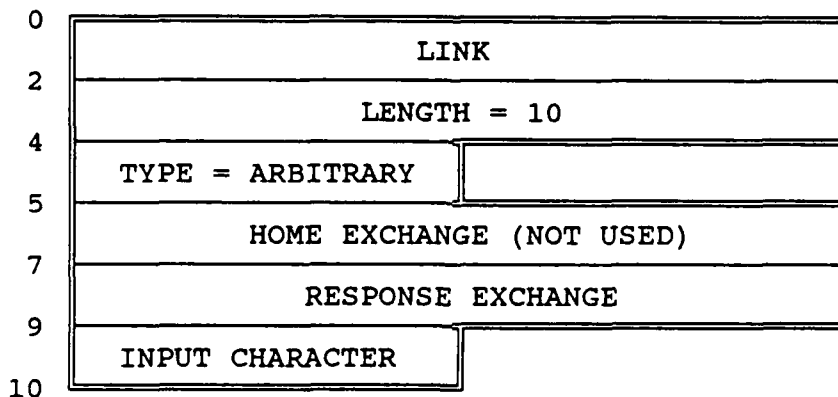 0
LINK
2
LENGTH = 10
4
TYPE = ARBITRARY
5
HOME EXCHANGE (NOT USED)
7
RESPONSE EXCHANGE
9
INPUT CHARACTER
10